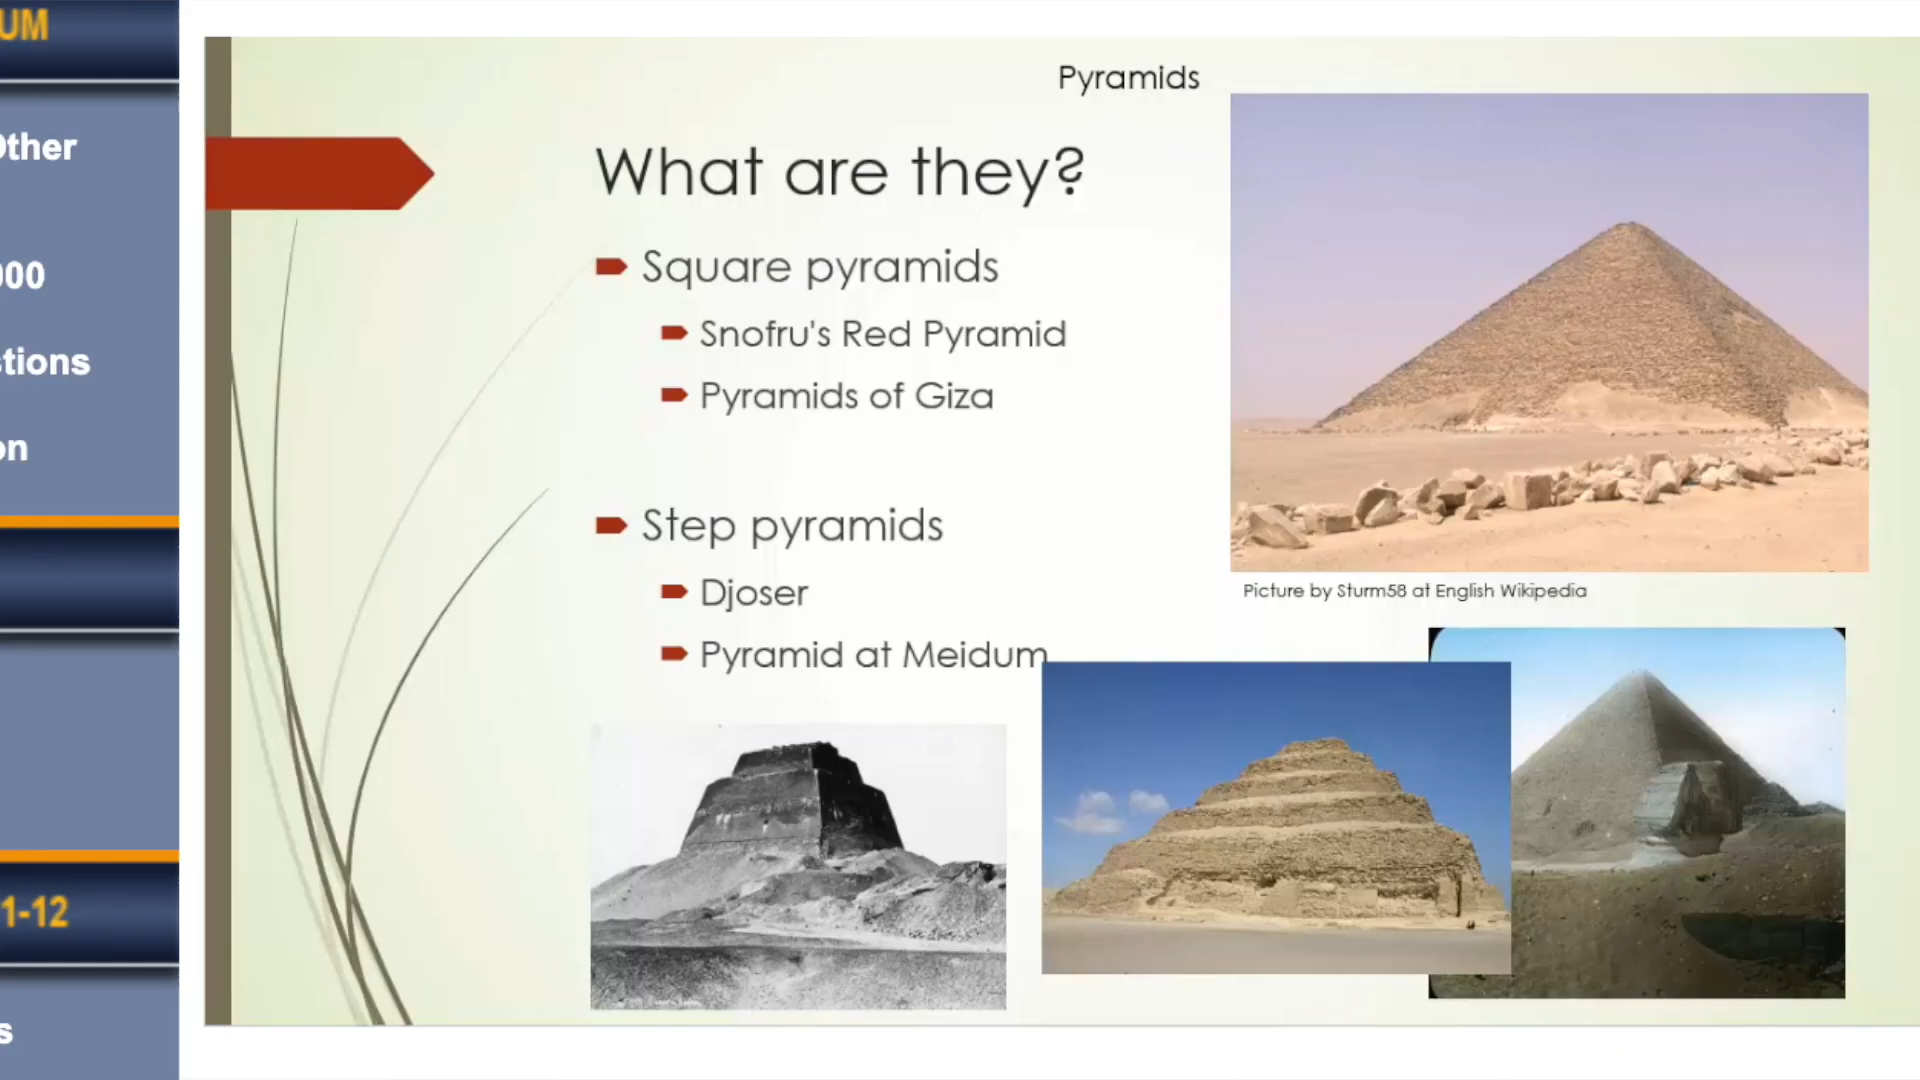 UM
Other
000
stions
on
1-12
s
Pyramids
What are they?
Square pyramids
Snofru's Red Pyramid
Pyramids of Giza
Step pyramids
Djoser
Pyramid at Meidum
Picture by Sturm58 at English Wikipedia